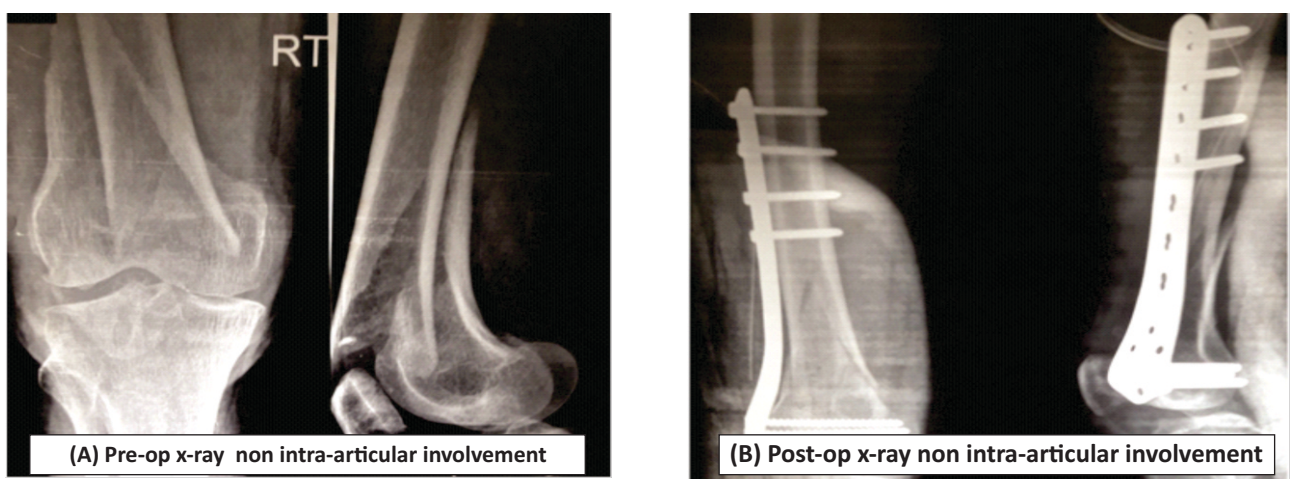 RT
(A) Pre-op x-ray non intra-articular involvement
(B) Post-op x-ray non intra-articular involvement